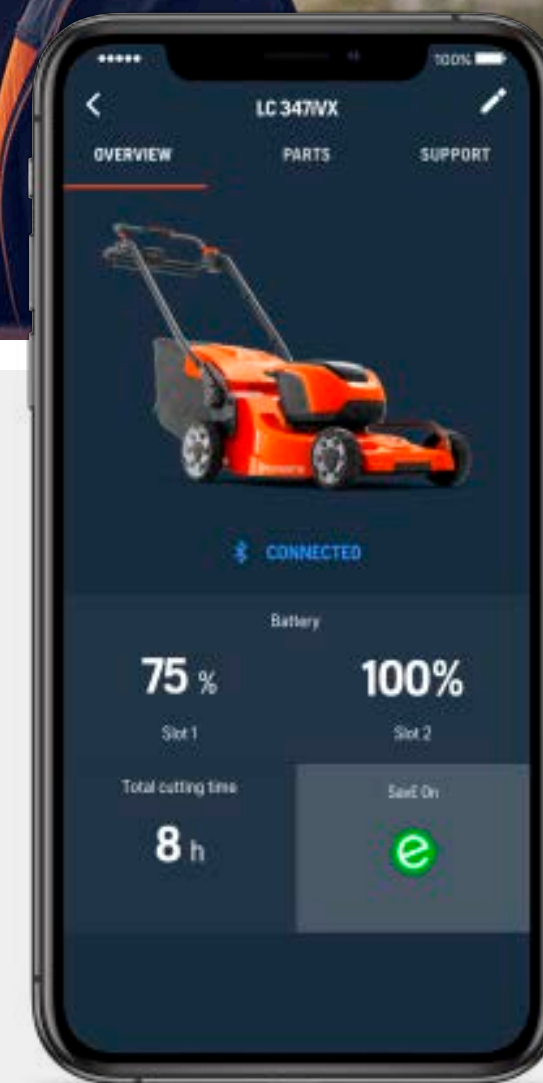 100%
LC 347iVX
OVERVIEW PARTS SUPPORT
CONNECTED
Battery
75 % 100%
Slot 1 Slot 2
Total cutting time SavE On
8 h e